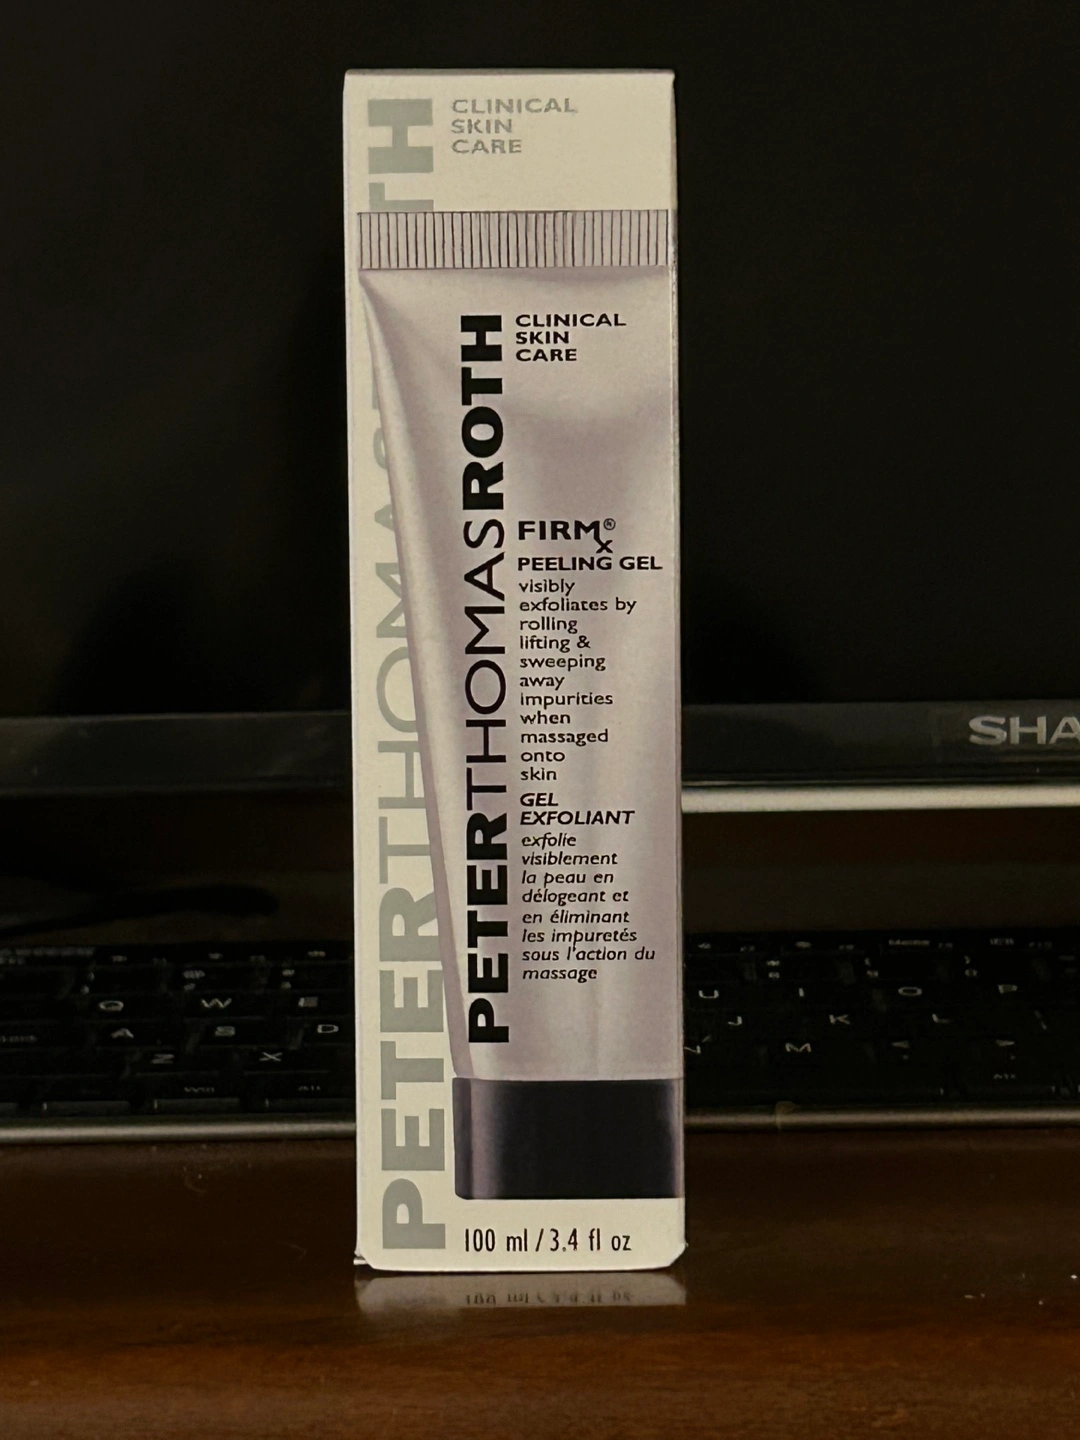 CLINICAL
SKIN
CARE
PETERTHOMASROTH
PETERTHOMASROTH
CLINICAL
SKIN
CARE
FIRMX®
PEELING GEL
visibly
exfoliates by
rolling
lifting &
sweeping
away
impurities
when
massaged
onto
skin
GEL
EXFOLIANT
exfolie
visiblement
la peau en
délogeant et
en éliminant
les impuretés
sous l'action du
massage
100 ml / 3.4 fl oz
SHA
Q W E
A S D
Z X
U I O P
J K L
M